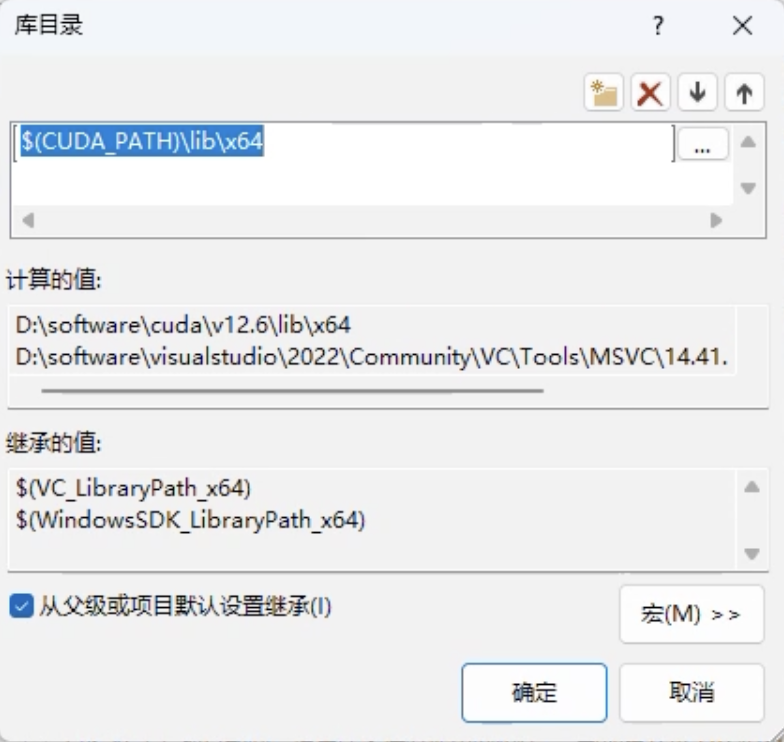 库目录
?
$(CUDA_PATH)\lib\x64
...
计算的值:
D:\software\cuda\v12.6\lib\x64
D:\software\visualstudio\2022\Community\VC\Tools\MSVC\14.41.
继承的值:
$(VC_LibraryPath_x64)
$(WindowsSDK_LibraryPath_x64)
从父级或项目默认设置继承(I)
宏(M) >>
确定
取消